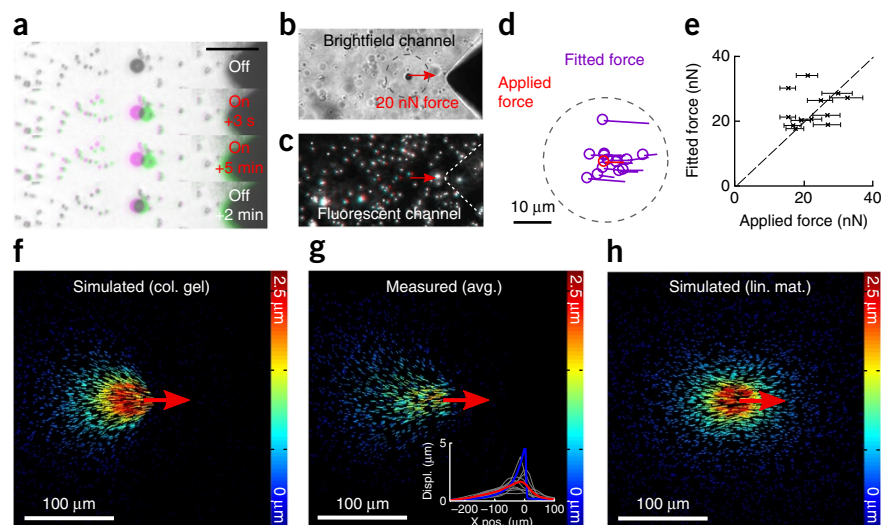 a
Off
On
+3 s
On
+5 min
Off
+2 min
b
Brightfield channel
20 nN force
c
Fluorescent channel
d
Fitted force
Applied
force
10 µm
e
Fitted force (nN)
40
30
20
10
0
0
20
40
Applied force (nN)
f
Simulated (col. gel)
100 µm
2.5 µm
0 µm
g
Measured (avg.)
100 µm
Displ. (µm)
5
0
–200
–100
0
100
X pos. (µm)
2.5 µm
0 µm
h
Simulated (lin. mat.)
100 µm
2.5 µm
0 µm